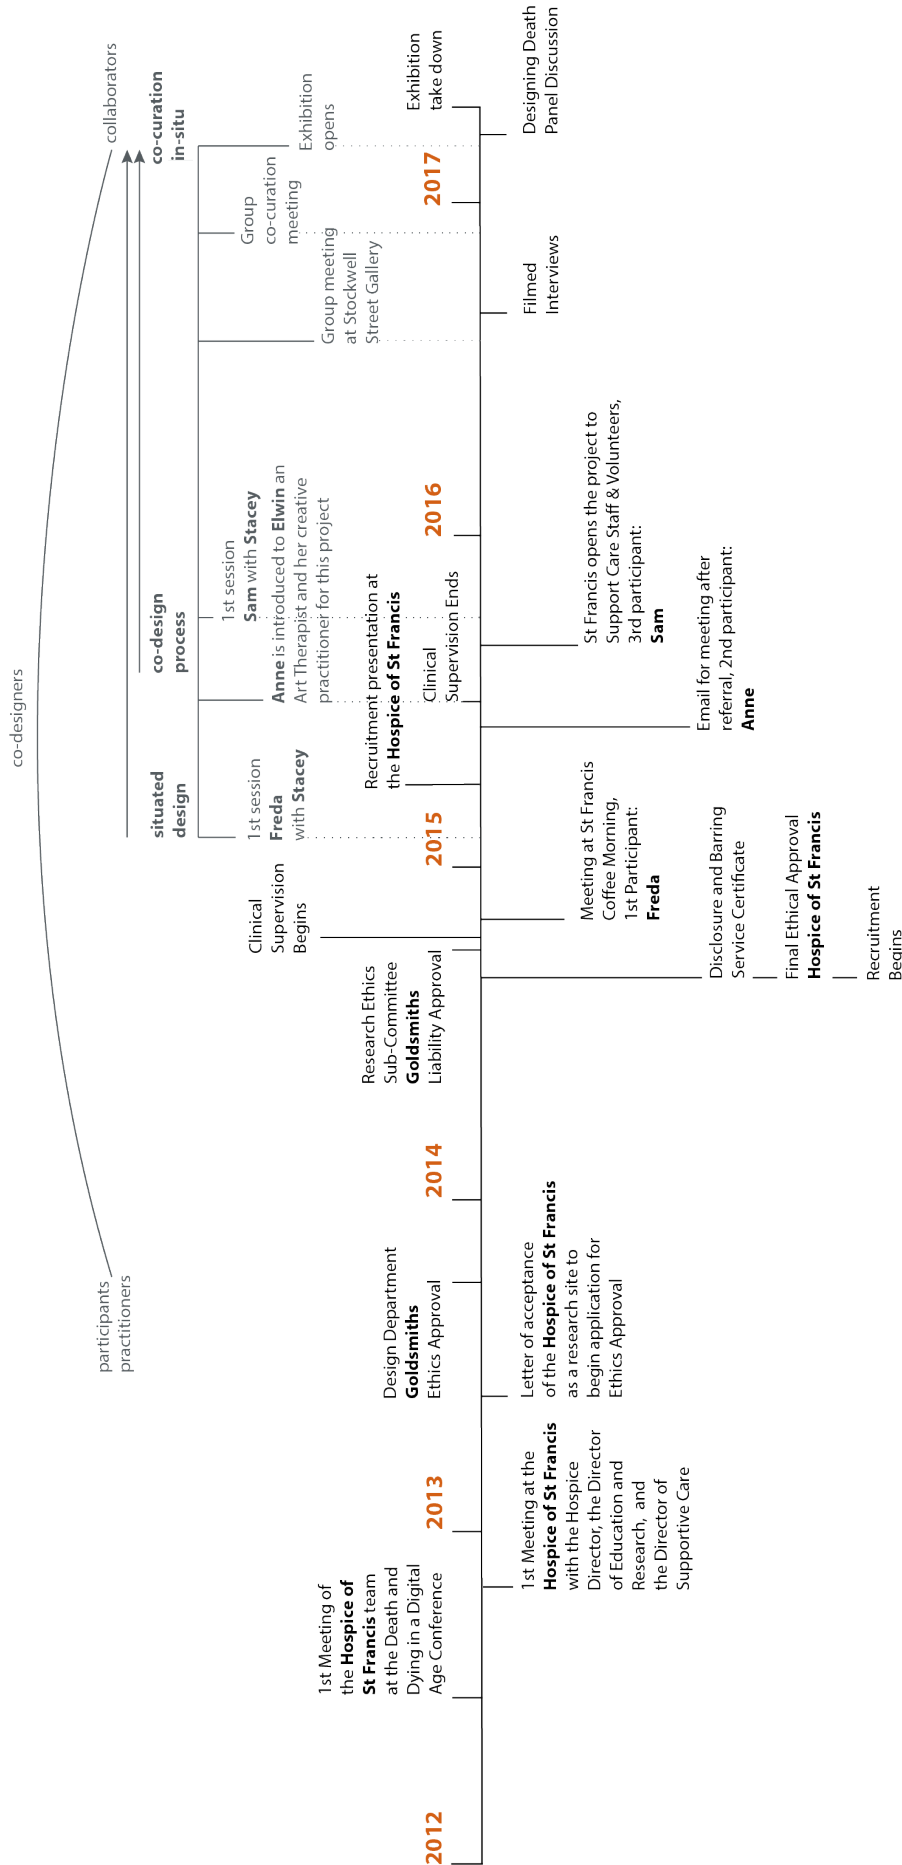 participants
practitioners
co-designers
collaborators
situated
design
co-design
process
co-curation
in-situ
1st session
Freda
with Stacey
1st session
Sam with Stacey
Anne is introduced to Elwin an
Art Therapist and her creative
practitioner for this project
Group meeting
at Stockwell
Street Gallery
Group
co-curation
meeting
Exhibition
opens
1st Meeting of
the Hospice of
St Francis team
at the Death and
Dying in a Digital
Age Conference
Design Department
Goldsmiths
Ethics Approval
Research Ethics
Sub-Committee
Goldsmiths
Liability Approval
Clinical
Supervision
Begins
Recruitment presentation at
the Hospice of St Francis
Clinical
Supervision Ends
Exhibition
take down
2012
2013
2014
2015
2016
2017
1st Meeting at the
Hospice of St Francis
with the Hospice
Director, the Director
of Education and
Research, and
the Director of
Supportive Care
Letter of acceptance
of the Hospice of St Francis
as a research site to
begin application for
Ethics Approval
Disclosure and Barring
Service Certificate
Final Ethical Approval
Hospice of St Francis
Recruitment
Begins
Meeting at St Francis
Coffee Morning,
1st Participant:
Freda
Email for meeting after
referral, 2nd participant:
Anne
St Francis opens the project to
Support Care Staff & Volunteers,
3rd participant:
Sam
Filmed
Interviews
Designing Death
Panel Discussion